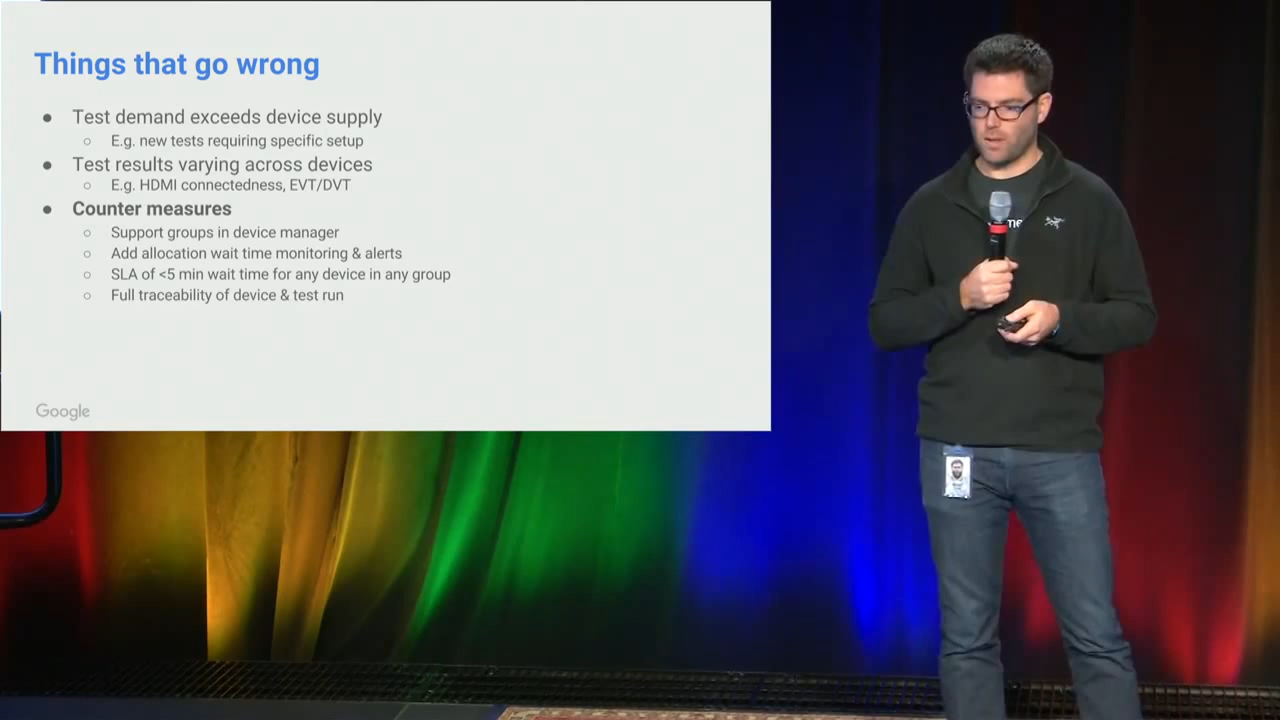 Things that go wrong
● Test demand exceeds device supply
○ E.g. new tests requiring specific setup
● Test results varying across devices
○ E.g. HDMI connectedness, EVT/DVT
● Counter measures
○ Support groups in device manager
○ Add allocation wait time monitoring & alerts
○ SLA of <5 min wait time for any device in any group
○ Full traceability of device & test run
Google